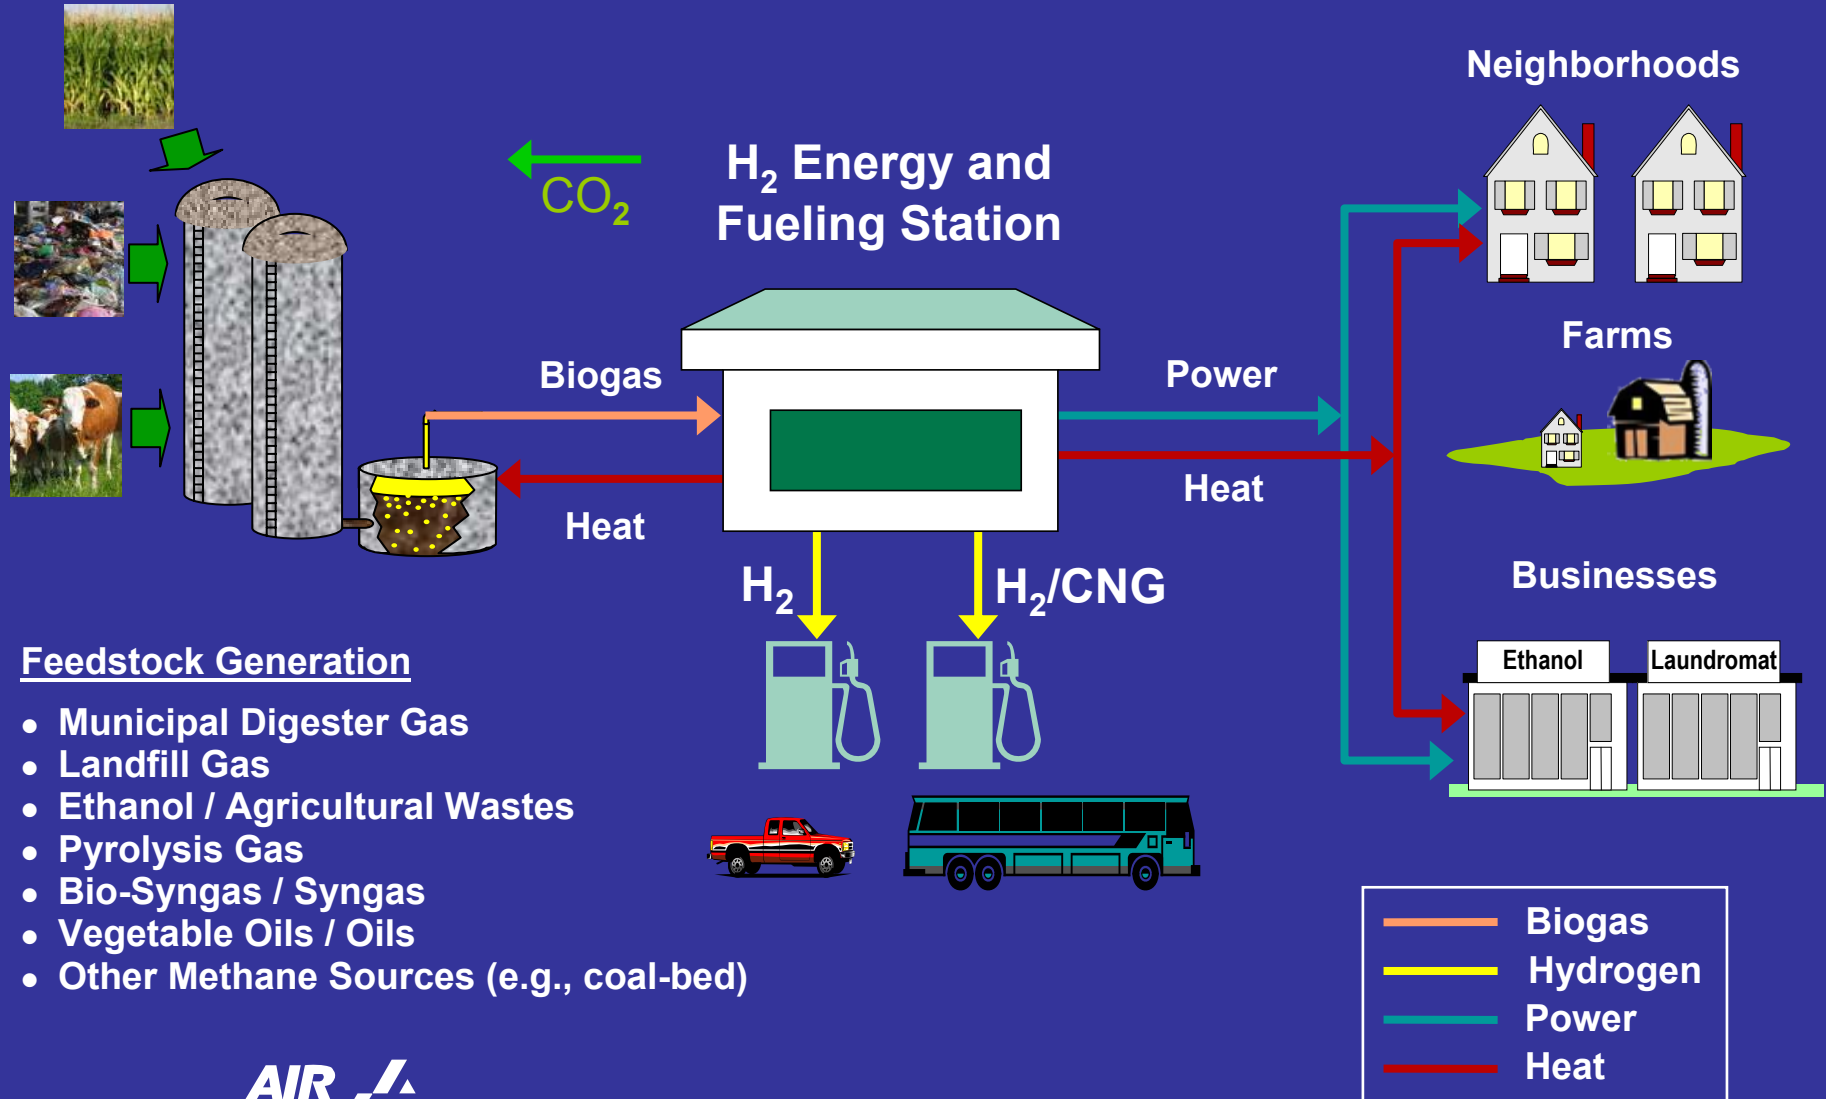 Neighborhoods
H₂ Energy and
Fueling Station
CO₂
Farms
Biogas
Power
Heat
Heat
Businesses
H₂
H₂/CNG
Ethanol
Laundromat
Feedstock Generation
● Municipal Digester Gas
● Landfill Gas
● Ethanol / Agricultural Wastes
● Pyrolysis Gas
● Bio-Syngas / Syngas
● Vegetable Oils / Oils
● Other Methane Sources (e.g., coal-bed)
Biogas
Hydrogen
Power
Heat
AIR